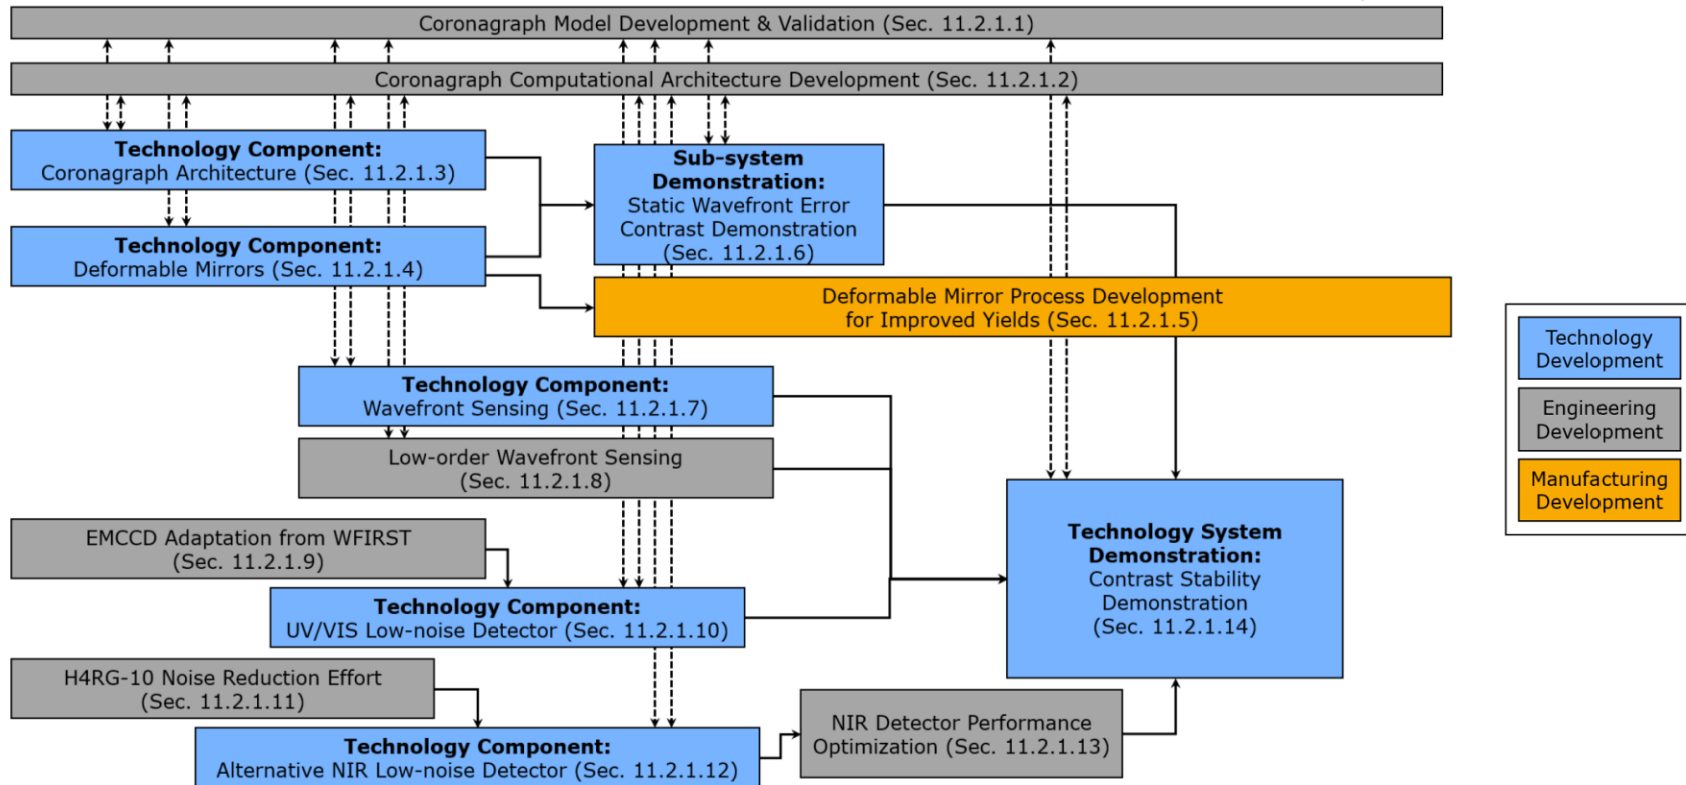 Coronagraph Model Development & Validation (Sec. 11.2.1.1)
Coronagraph Computational Architecture Development (Sec. 11.2.1.2)
Technology Component:
Coronagraph Architecture (Sec. 11.2.1.3)
Sub-system
Demonstration:
Static Wavefront Error
Contrast Demonstration
(Sec. 11.2.1.6)
Technology Component:
Deformable Mirrors (Sec. 11.2.1.4)
Deformable Mirror Process Development
for Improved Yields (Sec. 11.2.1.5)
Technology
Development
Engineering
Development
Manufacturing
Development
Technology Component:
Wavefront Sensing (Sec. 11.2.1.7)
Low-order Wavefront Sensing
(Sec. 11.2.1.8)
EMCCD Adaptation from WFIRST
(Sec. 11.2.1.9)
Technology System
Demonstration:
Contrast Stability
Demonstration
(Sec. 11.2.1.14)
Technology Component:
UV/VIS Low-noise Detector (Sec. 11.2.1.10)
H4RG-10 Noise Reduction Effort
(Sec. 11.2.1.11)
NIR Detector Performance
Optimization (Sec. 11.2.1.13)
Technology Component:
Alternative NIR Low-noise Detector (Sec. 11.2.1.12)